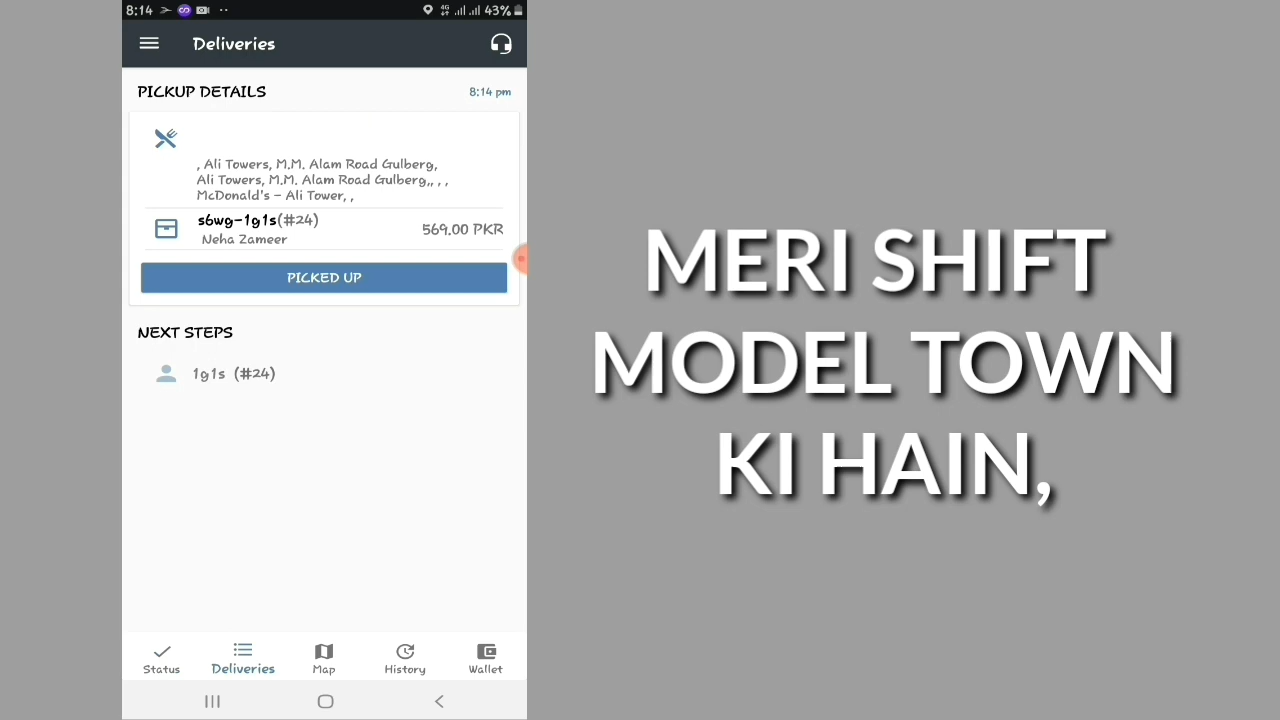 8:14
4G
43%
Deliveries
PICKUP DETAILS
8:14 pm
, Ali Towers, M.M. Alam Road Gulberg,
Ali Towers, M.M. Alam Road Gulberg,, , ,
McDonald's - Ali Tower, ,
s6wg-1g1s(#24)
569.00 PKR
Neha Zameer
PICKED UP
NEXT STEPS
1g1s (#24)
Status
Deliveries
Map
History
Wallet
MERI SHIFT
MODEL TOWN
KI HAIN,